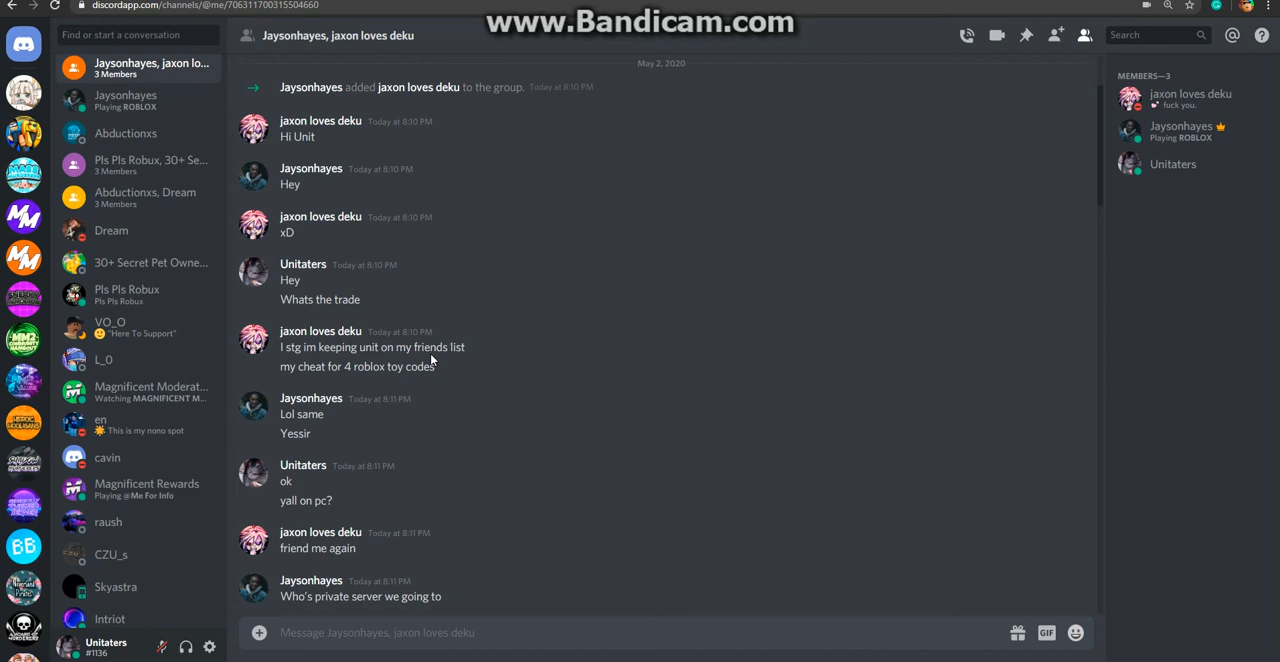 discordapp.com/channels/@me/706311700315504660
www.Bandicam.com
Find or start a conversation
Jaysonhayes, jaxon loves deku
Search
Jaysonhayes, jaxon lo...
3 Members
Jaysonhayes
Playing ROBLOX
Abductionxs
Pls Pls Robux, 30+ Se...
3 Members
Abductionxs, Dream
3 Members
Dream
30+ Secret Pet Owne...
Pls Pls Robux
Pls Pls Robux
VO_O
"Here To Support"
L_0
Magnificent Moderat...
Watching MAGNIFICENT M...
en
This is my nono spot
cavin
Magnificent Rewards
Playing @Me For Info
raush
CZU_s
Skyastra
Intriot
Unitaters
#1136
MM
MM
BB
May 2, 2020
Jaysonhayes added jaxon loves deku to the group. Today at 8:10 PM
jaxon loves deku Today at 8:10 PM
Hi Unit
Jaysonhayes Today at 8:10 PM
Hey
jaxon loves deku Today at 8:10 PM
xD
Unitaters Today at 8:10 PM
Hey
Whats the trade
jaxon loves deku Today at 8:10 PM
I stg im keeping unit on my friends list
my cheat for 4 roblox toy codes
Jaysonhayes Today at 8:11 PM
Lol same
Yessir
Unitaters Today at 8:11 PM
ok
yall on pc?
jaxon loves deku Today at 8:11 PM
friend me again
Jaysonhayes Today at 8:11 PM
Who's private server we going to
Message Jaysonhayes, jaxon loves deku
GIF
MEMBERS—3
jaxon loves deku
fuck you.
Jaysonhayes
Playing ROBLOX
Unitaters